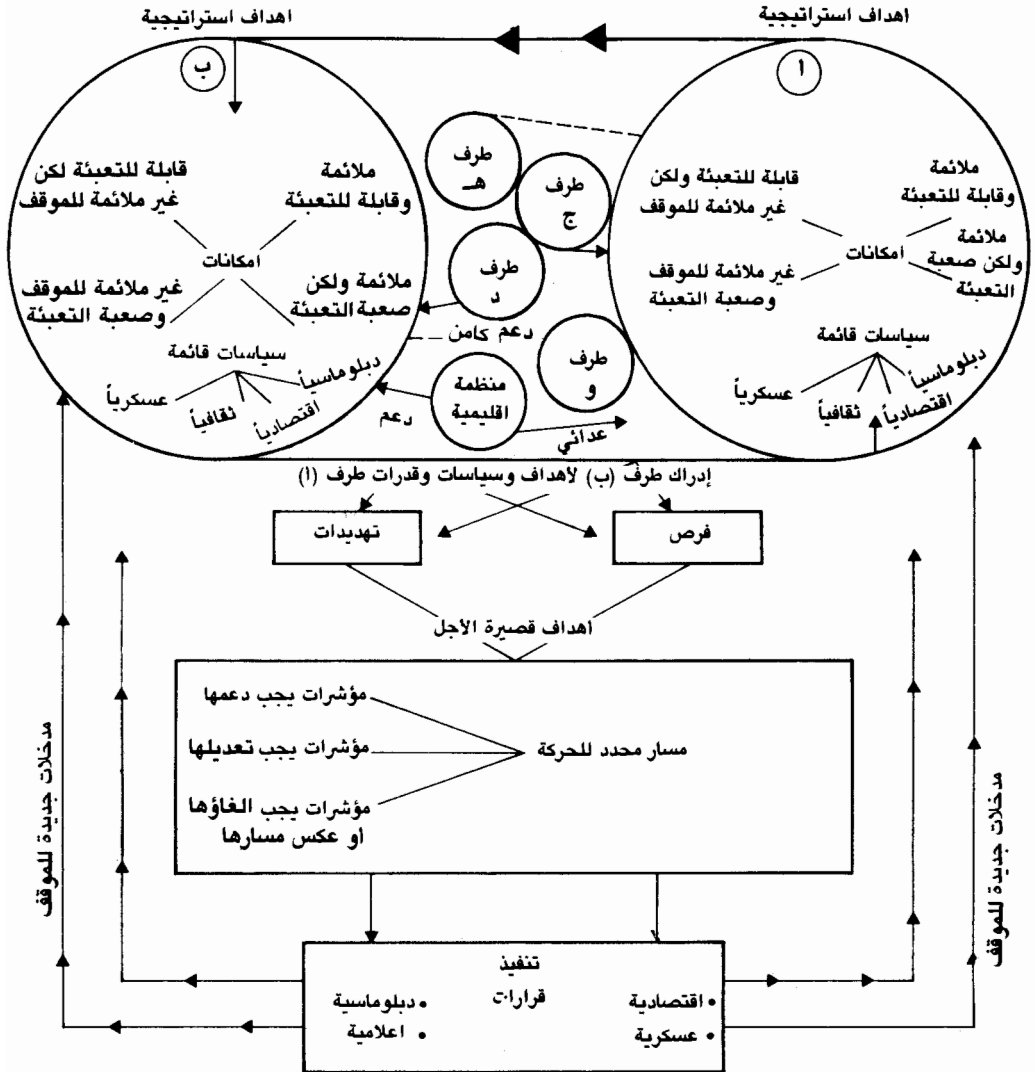 اهداف استراتيجية
اهداف استراتيجية
ا
ملائمة
وقابلة للتعبئة
قابلة للتعبئة ولكن
غير ملائمة للموقف
امكانات
ملائمة
ولكن صعبة
التعبئة
غير ملائمة للموقف
وصعبة التعبئة
سياسات قائمة
دبلوماسياً
اقتصادياً
ثقافياً
عسكرياً
طرف
هـ
طرف
ج
طرف
د
طرف
و
دعم كامن
منظمة
اقليمية
دعم
عدائي
ب
ملائمة
وقابلة للتعبئة
قابلة للتعبئة لكن
غير ملائمة للموقف
امكانات
ملائمة ولكن
صعبة التعبئة
غير ملائمة للموقف
وصعبة التعبئة
سياسات قائمة
دبلوماسياً
اقتصادياً
ثقافياً
عسكرياً
إدراك طرف (ب) لأهداف وسياسات وقدرات طرف (ا)
فرص
تهديدات
اهداف قصيرة الأجل
مسار محدد للحركة
مؤشرات يجب دعمها
مؤشرات يجب تعديلها
مؤشرات يجب الغاؤها
او عكس مسارها
تنفيذ
قرارات
• اقتصادية
• عسكرية
• دبلوماسية
• اعلامية
مدخلات جديدة للموقف
مدخلات جديدة للموقف